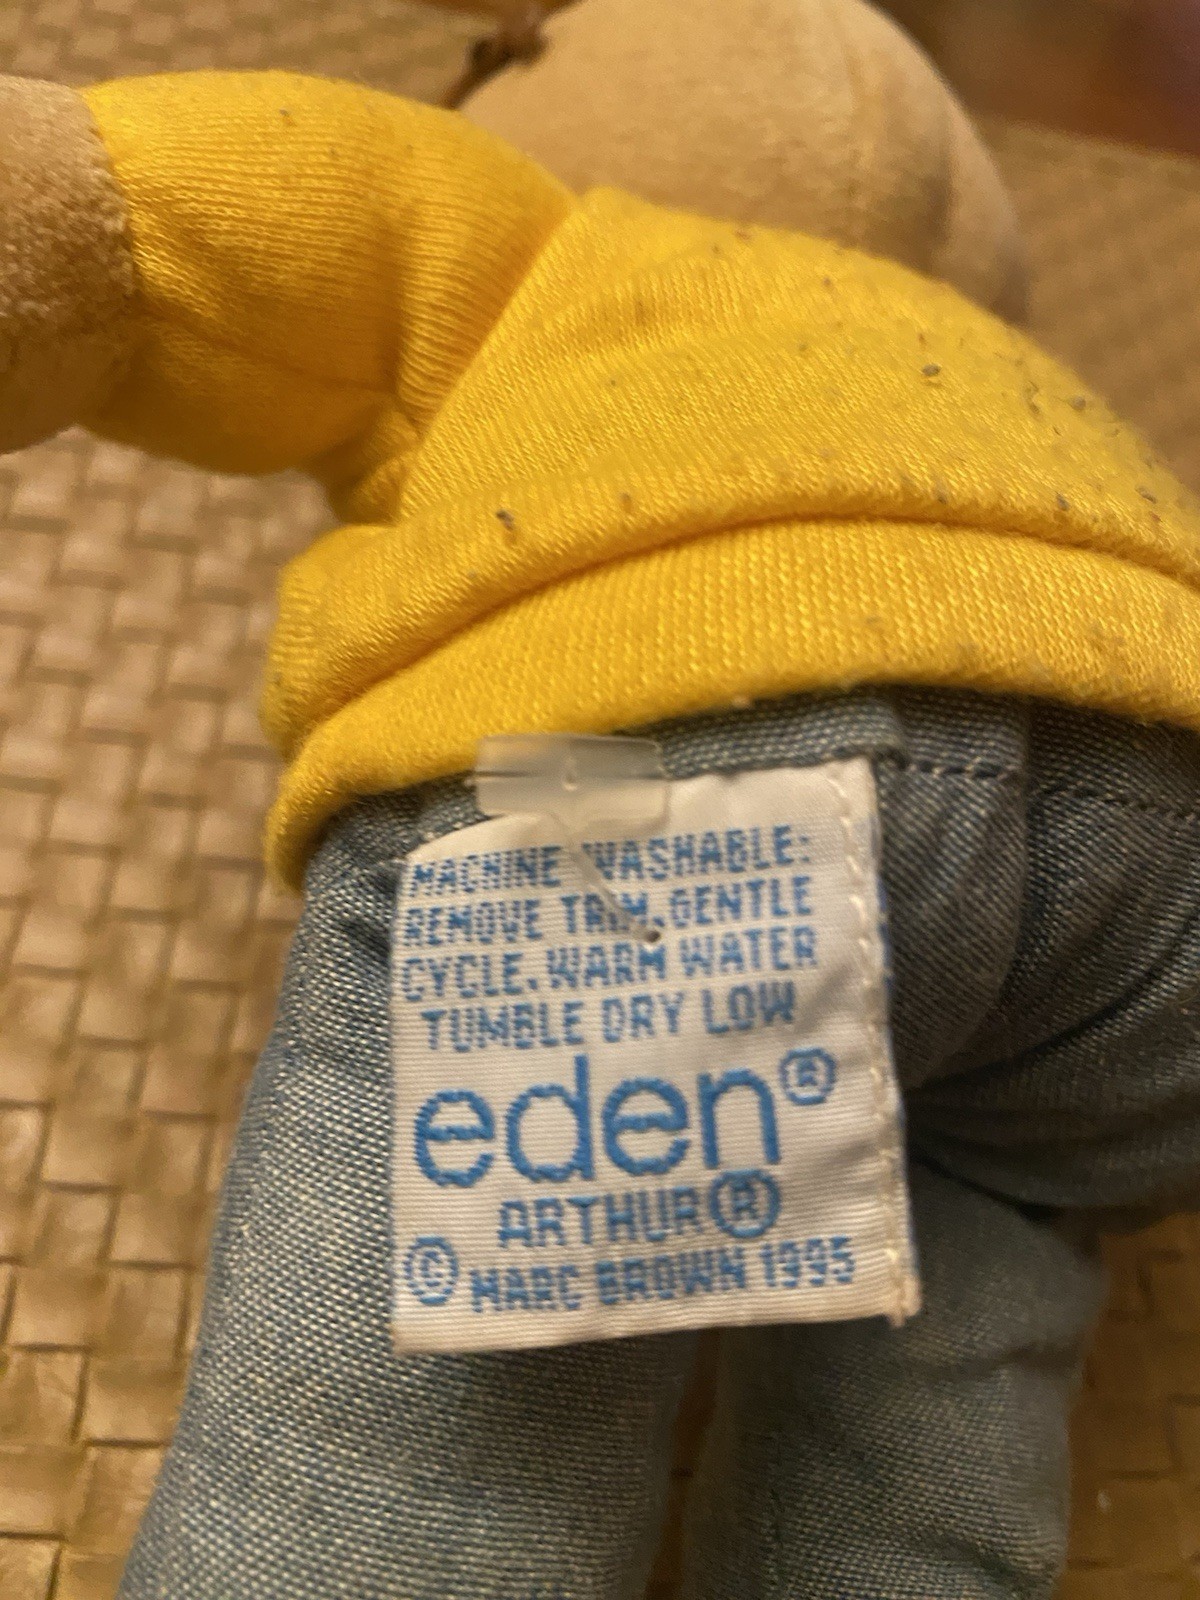 MACHINE WASHABLE:
REMOVE TRIM, GENTLE
CYCLE, WARM WATER
TUMBLE DRY LOW
eden®
ARTHUR®
© MARC BROWN 1995